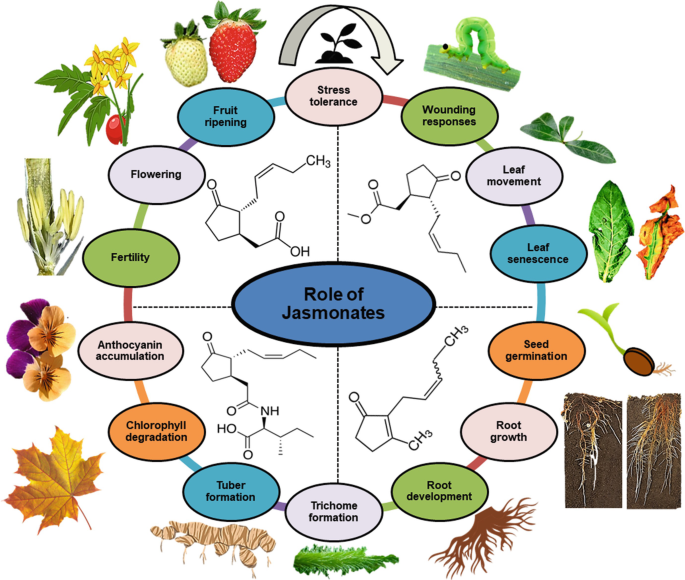 Stress
tolerance
Wounding
responses
Leaf
movement
Leaf
senescence
Seed
germination
Root
growth
Root
development
Trichome
formation
Tuber
formation
Chlorophyll
degradation
Anthocyanin
accumulation
Fertility
Flowering
Fruit
ripening
Role of
Jasmonates
CH3
O
O
OH
O
O
O
O
O
NH
HO
O
CH3
O
CH3